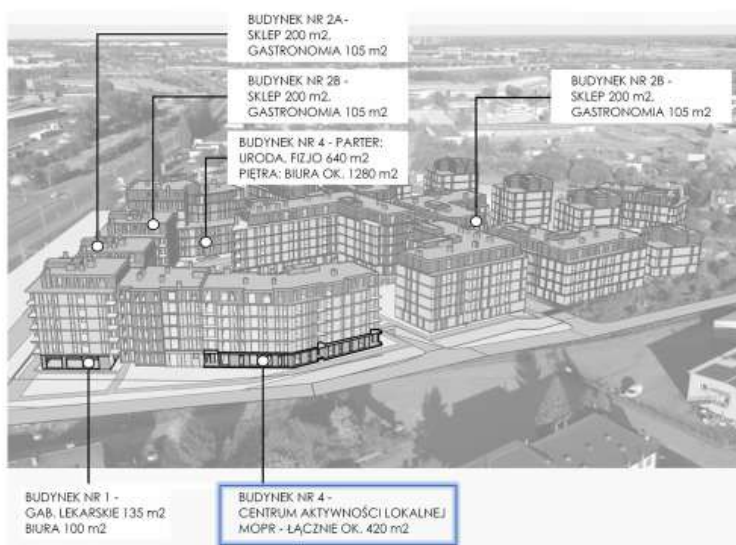 BUDYNEK NR 2A -
SKLEP 200 m2,
GASTRONOMIA 105 m2
BUDYNEK NR 2B -
SKLEP 200 m2,
GASTRONOMIA 105 m2
BUDYNEK NR 2B -
SKLEP 200 m2,
GASTRONOMIA 105 m2
BUDYNEK NR 4 - PARTER:
URODA, FIZJO 640 m2
PIĘTRA: BIURA OK. 1280 m2
BUDYNEK NR 1 -
GAB. LEKARSKIE 135 m2
BIURA 100 m2
BUDYNEK NR 4 -
CENTRUM AKTYWNOŚCI LOKALNEJ
MOPR - ŁĄCZNIE OK. 420 m2